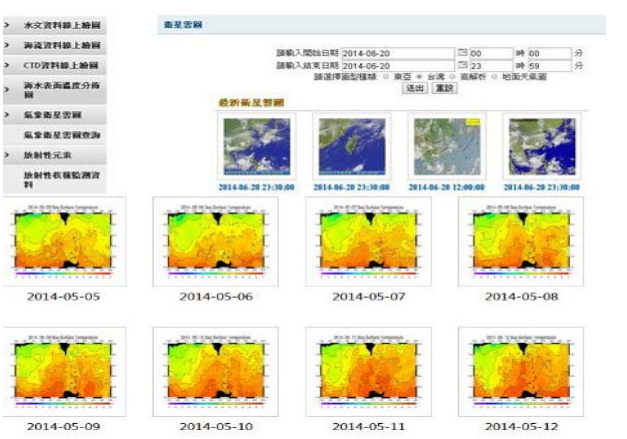 > 水文資料線上繪圖
> 海流資料線上繪圖
> CTD資料線上繪圖
> 海水表面溫度分佈
圖
> 氣象衛星雲圖
氣象衛星雲圖查詢
> 放射性元素
放射性核種監測資
料
衛星雲圖
請輸入開始日期 2014-06-20 00 時 00 分
請輸入結束日期 2014-06-20 23 時 59 分
請選擇圖型種類: 東亞 台灣 高解析 地面天氣圖
送出 重設
最新衛星雲圖
2014-06-20 23:30:00 2014-06-20 23:30:00 2014-06-20 12:00:00 2014-06-20 23:30:00
2014-05-05 2014-05-06 2014-05-07 2014-05-08
2014-05-09 2014-05-10 2014-05-11 2014-05-12